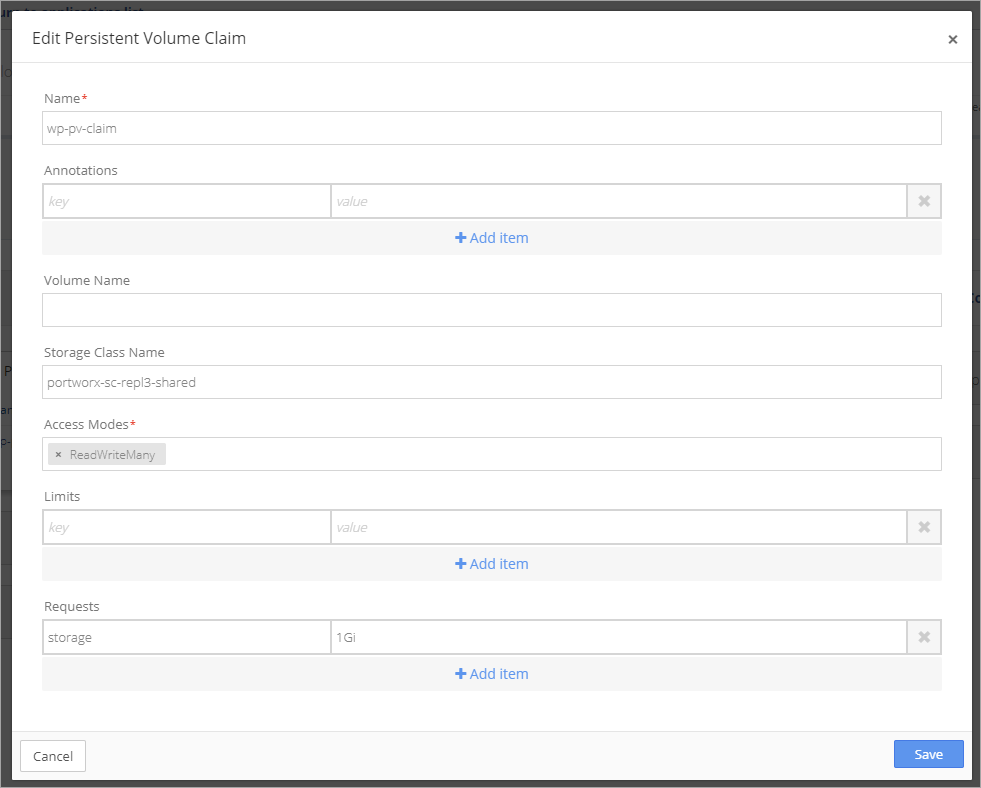 Edit Persistent Volume Claim ×
Name*
wp-pv-claim
Annotations
key value
Add item
Volume Name
Storage Class Name
portworx-sc-repl3-shared
Access Modes*
× ReadWriteMany
Limits
key value
Add item
Requests
storage 1Gi
Add item
Cancel Save